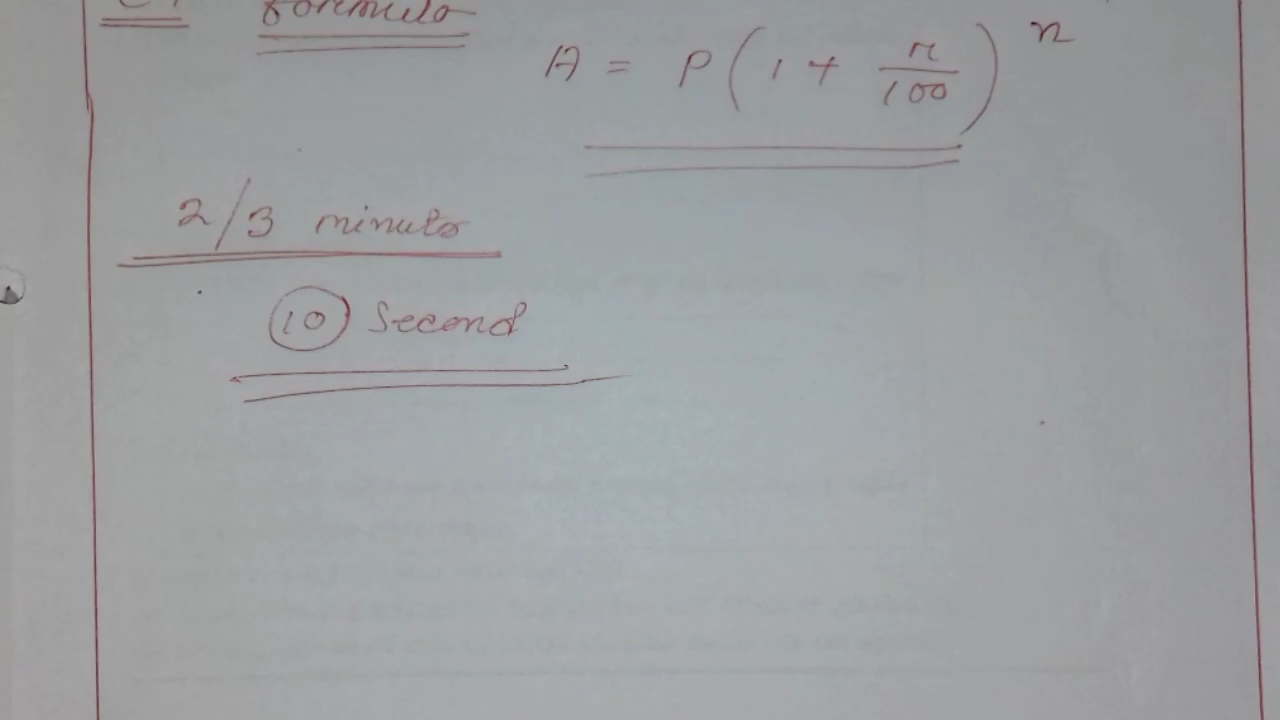 formula
A = P(1 + r/100)^n
2/3 minute
10 Second